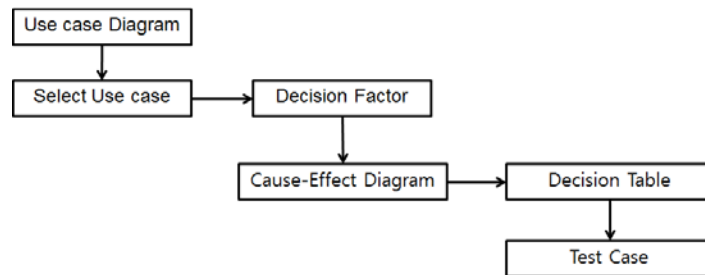 Use case Diagram
Select Use case
Decision Factor
Cause-Effect Diagram
Decision Table
Test Case